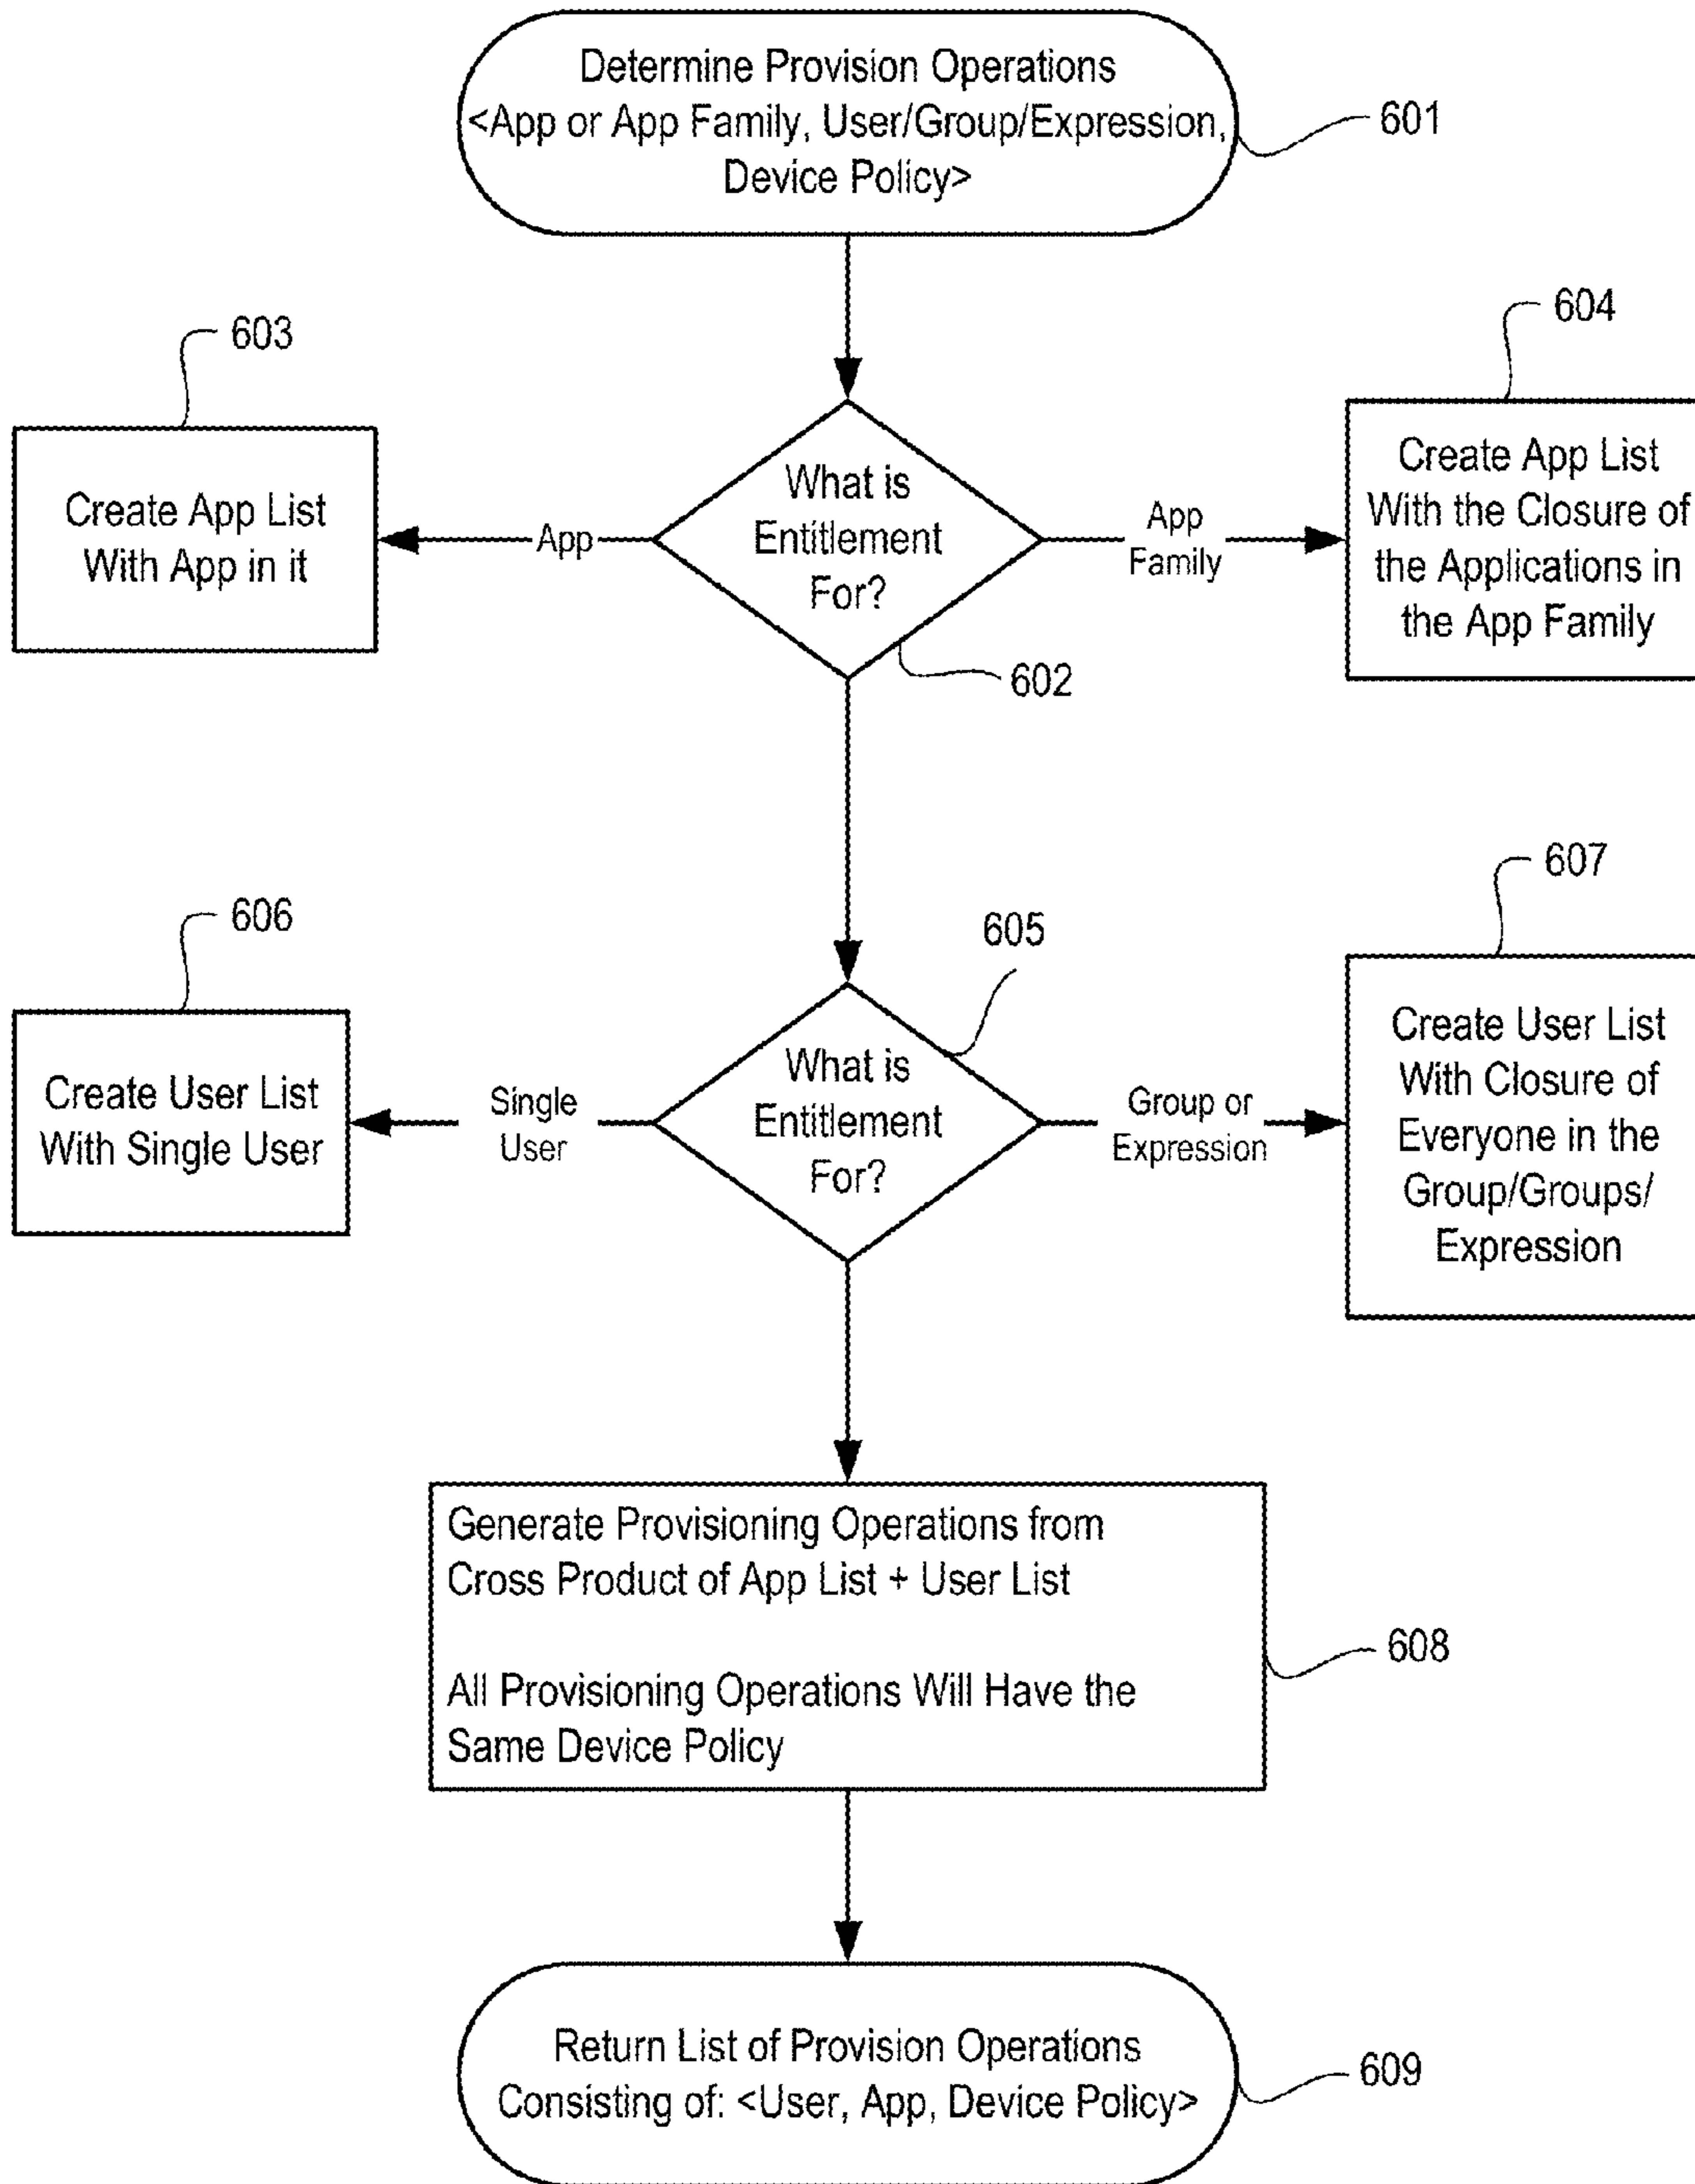 Determine Provision Operations
<App or App Family, User/Group/Expression,
Device Policy>
601
603
604
Create App List
With App in it
App
What is
Entitlement
For?
App
Family
Create App List
With the Closure of
the Applications in
the App Family
602
606
605
607
Create User List
With Single User
Single
User
What is
Entitlement
For?
Group or
Expression
Create User List
With Closure of
Everyone in the
Group/Groups/
Expression
Generate Provisioning Operations from
Cross Product of App List + User List
All Provisioning Operations Will Have the
Same Device Policy
608
Return List of Provision Operations
Consisting of: <User, App, Device Policy>
609